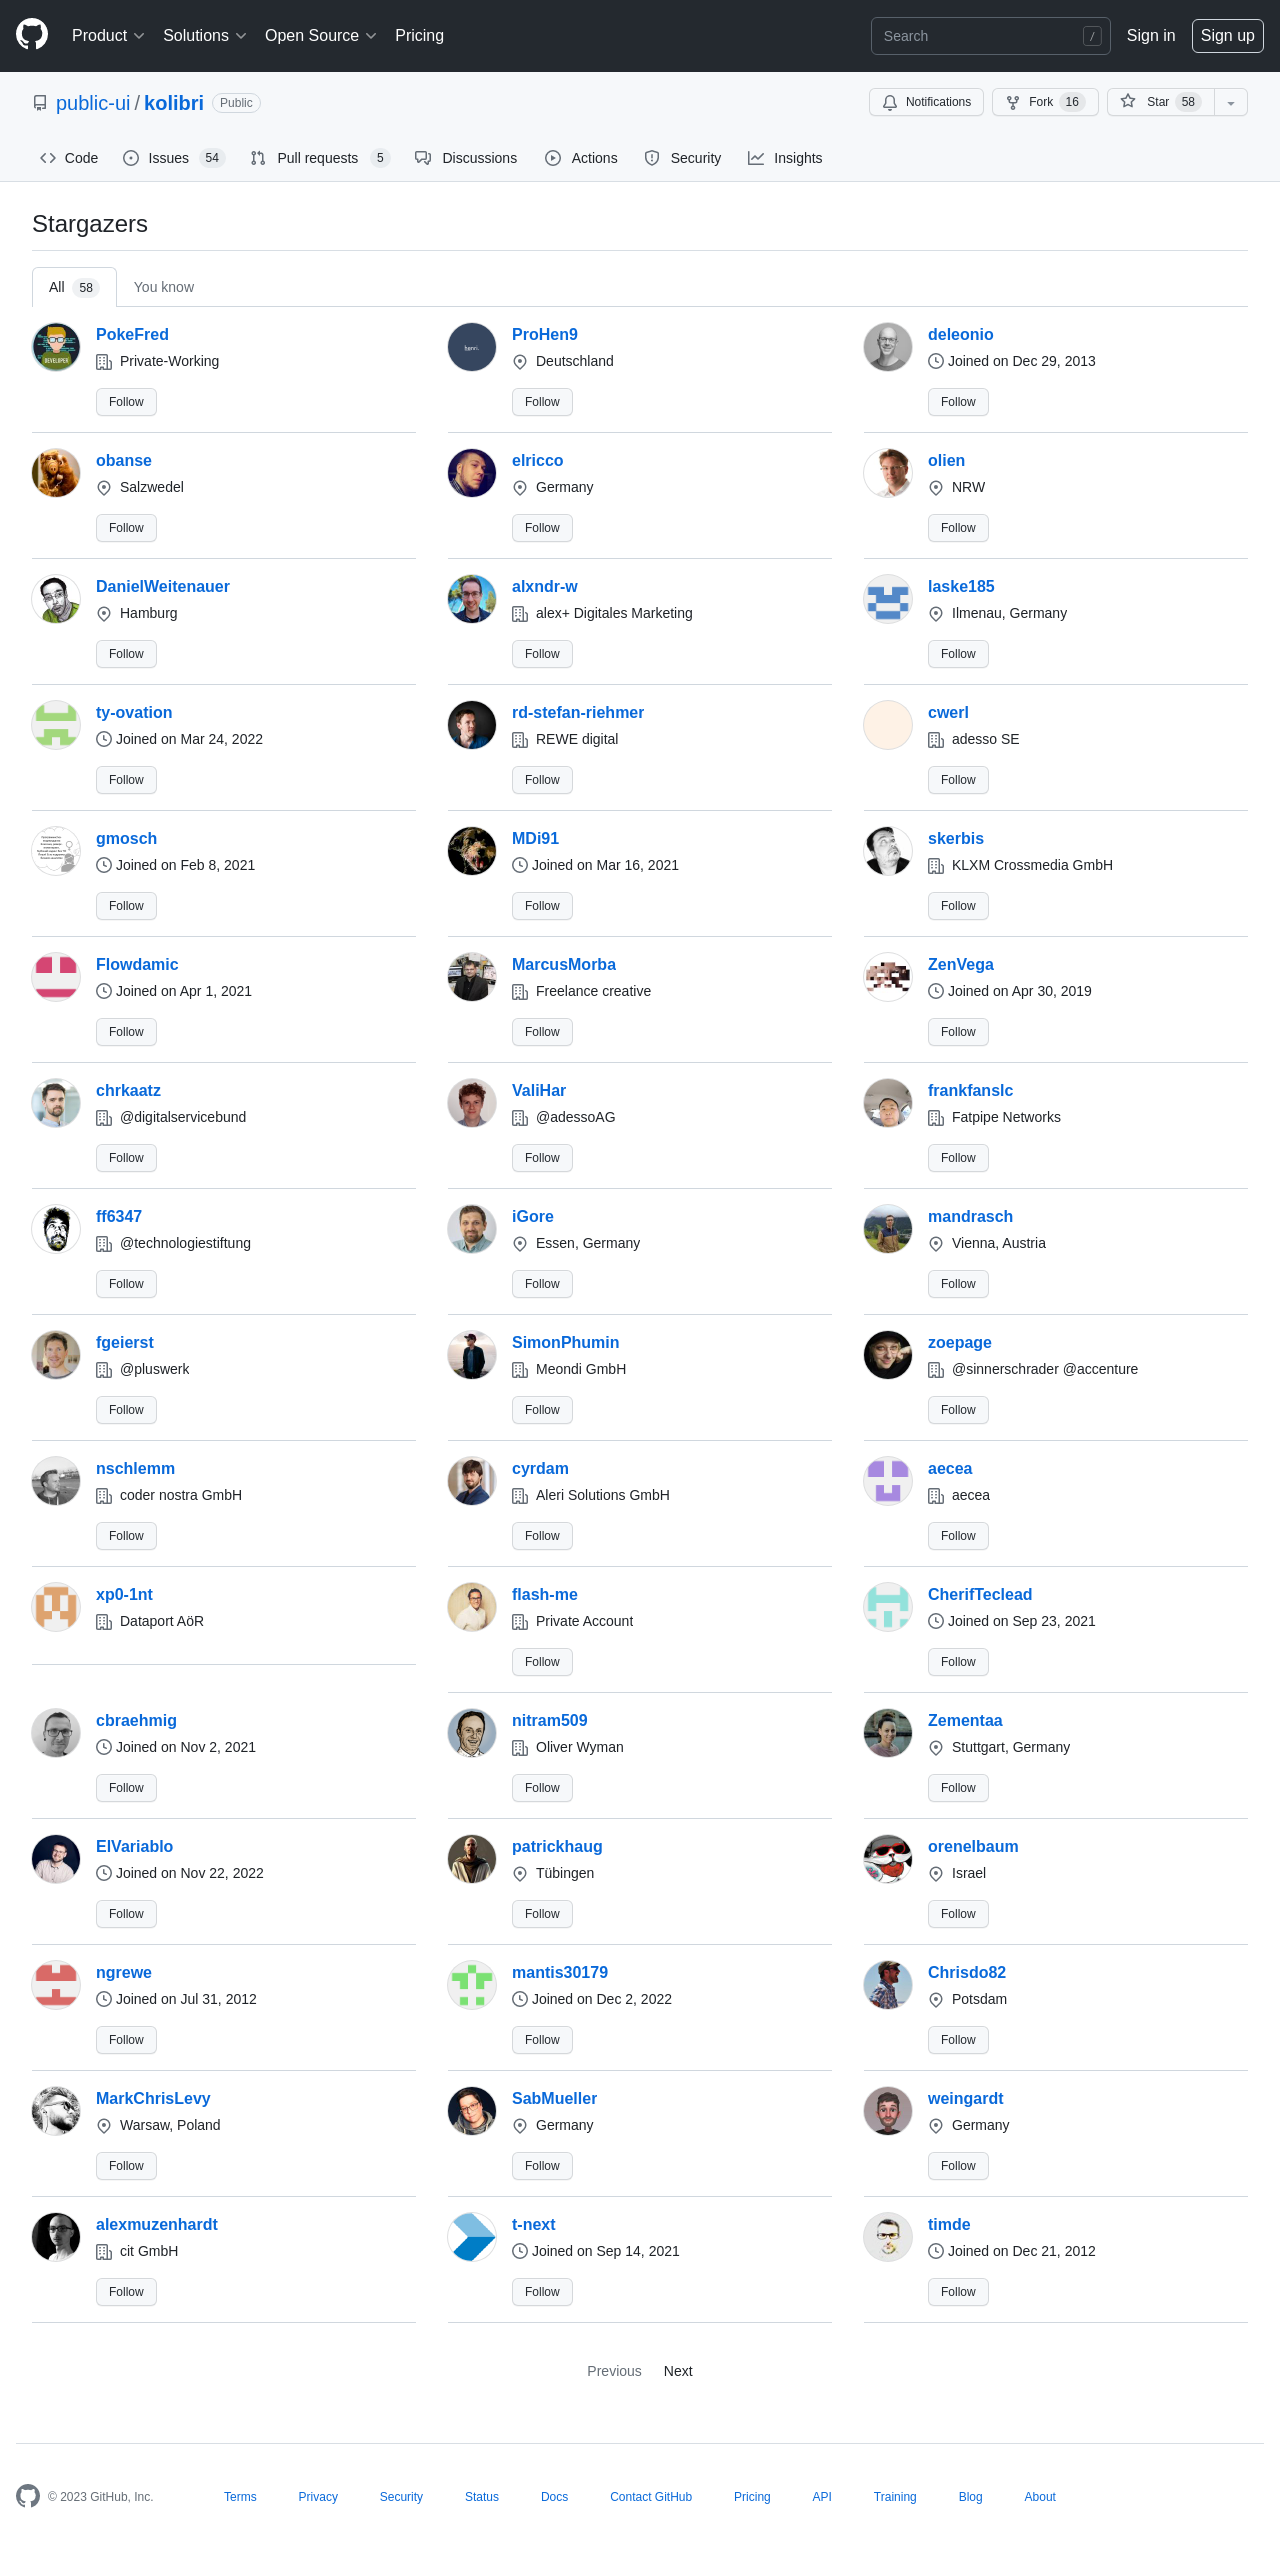 Product Solutions Open Source Pricing Search / Sign in Sign up
public-ui / kolibri Public Notifications Fork 16 Star 58
Code Issues 54 Pull requests 5 Discussions Actions Security Insights
Stargazers
All 58 You know
PokeFred ProHen9 deleonio
Private-Working Deutschland Joined on Dec 29, 2013
Follow Follow Follow
obanse elricco olien
Salzwedel Germany NRW
Follow Follow Follow
DanielWeitenauer alxndr-w laske185
Hamburg alex+ Digitales Marketing Ilmenau, Germany
Follow Follow Follow
ty-ovation rd-stefan-riehmer cwerl
Joined on Mar 24, 2022 REWE digital adesso SE
Follow Follow Follow
gmosch MDi91 skerbis
Joined on Feb 8, 2021 Joined on Mar 16, 2021 KLXM Crossmedia GmbH
Follow Follow Follow
Flowdamic MarcusMorba ZenVega
Joined on Apr 1, 2021 Freelance creative Joined on Apr 30, 2019
Follow Follow Follow
chrkaatz ValiHar frankfanslc
@digitalservicebund @adessoAG Fatpipe Networks
Follow Follow Follow
ff6347 iGore mandrasch
@technologiestiftung Essen, Germany Vienna, Austria
Follow Follow Follow
fgeierst SimonPhumin zoepage
@pluswerk Meondi GmbH @sinnerschrader @accenture
Follow Follow Follow
nschlemm cyrdam aecea
coder nostra GmbH Aleri Solutions GmbH aecea
Follow Follow Follow
xp0-1nt flash-me CherifTeclead
Dataport AöR Private Account Joined on Sep 23, 2021
Follow Follow
cbraehmig nitram509 Zementaa
Joined on Nov 2, 2021 Oliver Wyman Stuttgart, Germany
Follow Follow Follow
ElVariablo patrickhaug orenelbaum
Joined on Nov 22, 2022 Tübingen Israel
Follow Follow Follow
ngrewe mantis30179 Chrisdo82
Joined on Jul 31, 2012 Joined on Dec 2, 2022 Potsdam
Follow Follow Follow
MarkChrisLevy SabMueller weingardt
Warsaw, Poland Germany Germany
Follow Follow Follow
alexmuzenhardt t-next timde
cit GmbH Joined on Sep 14, 2021 Joined on Dec 21, 2012
Follow Follow Follow
Previous Next
© 2023 GitHub, Inc. Terms Privacy Security Status Docs Contact GitHub Pricing API Training Blog About